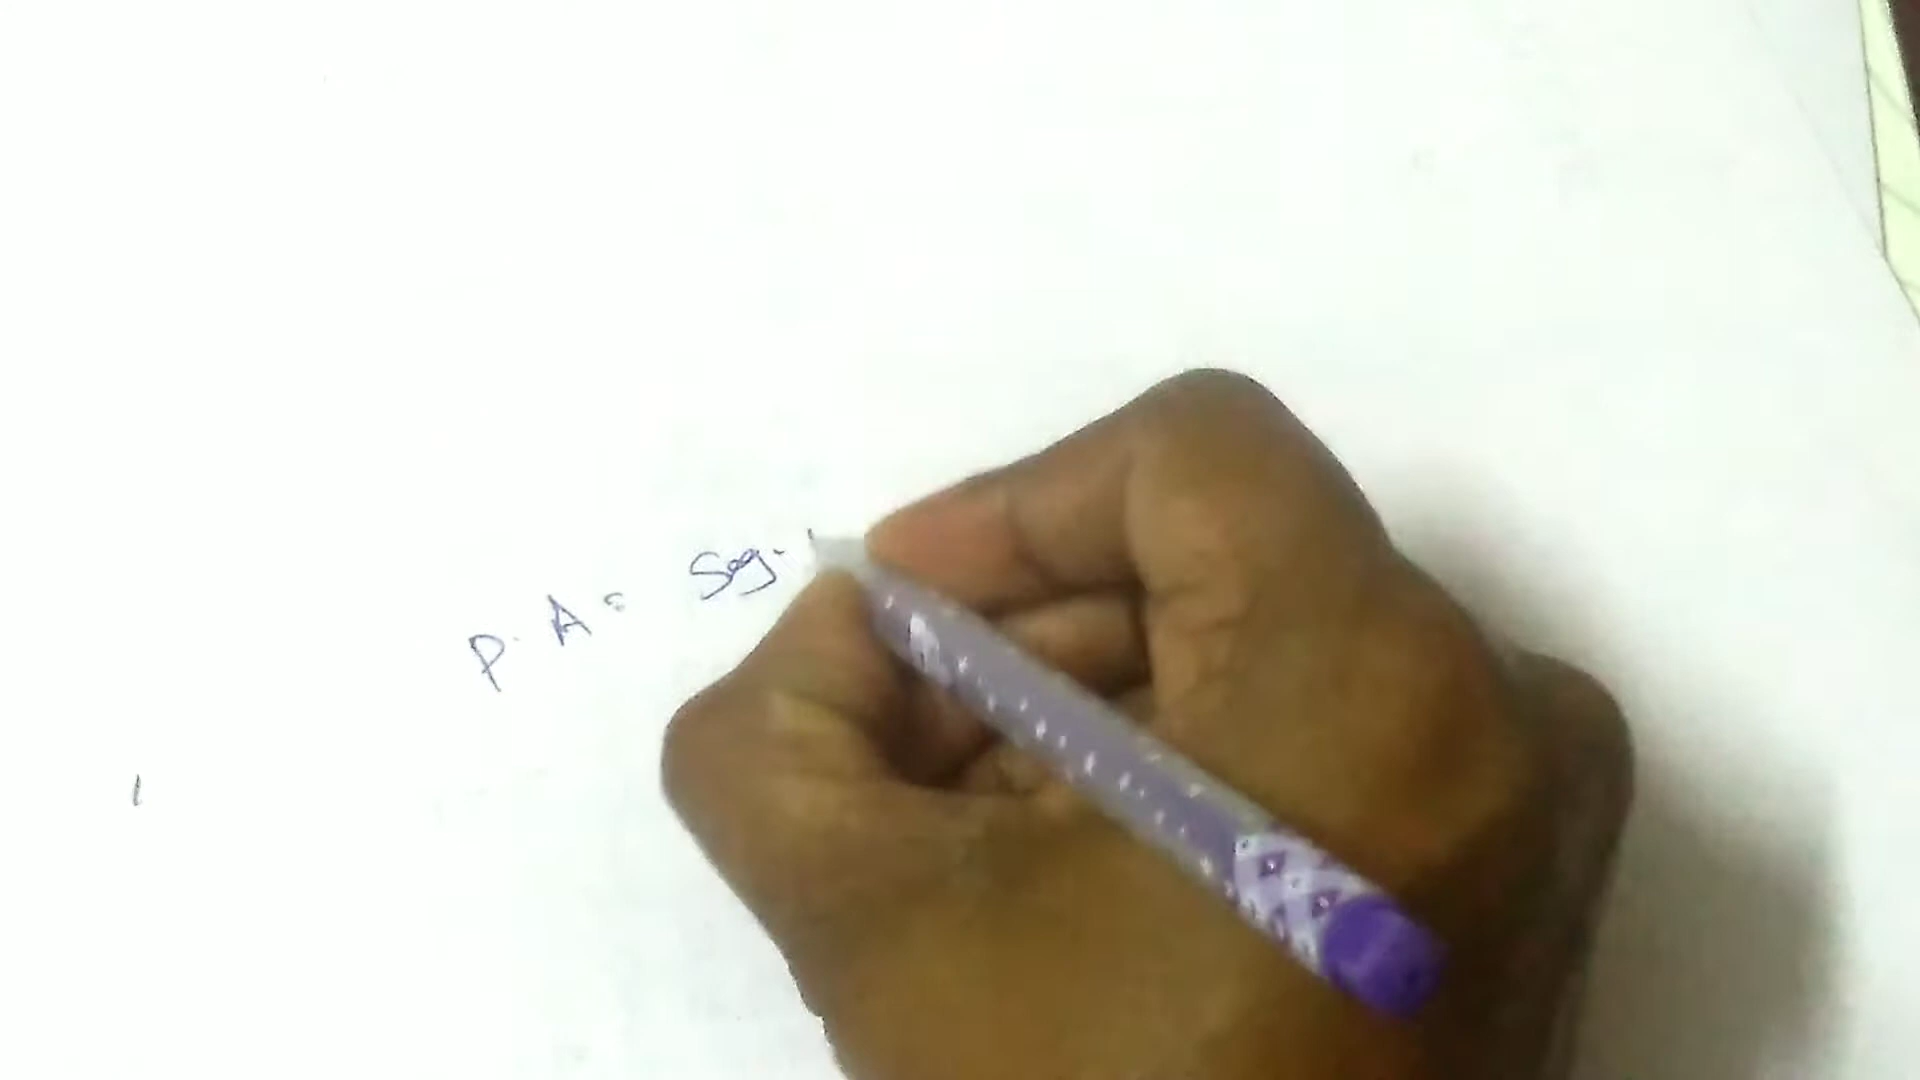 P. A = Seg.